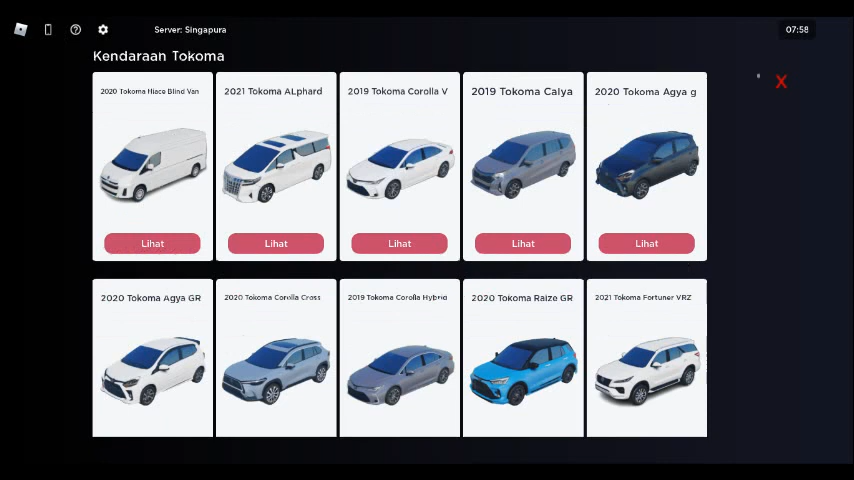 Server: Singapura
07:58
Kendaraan Tokoma
X
2020 Tokoma Hiace Blind Van
2021 Tokoma ALphard
2019 Tokoma Corolla V
2019 Tokoma Calya
2020 Tokoma Agya g
Lihat
Lihat
Lihat
Lihat
Lihat
2020 Tokoma Agya GR
2020 Tokoma Corolla Cross
2019 Tokoma Corolla Hybrid
2020 Tokoma Raize GR
2021 Tokoma Fortuner VRZ